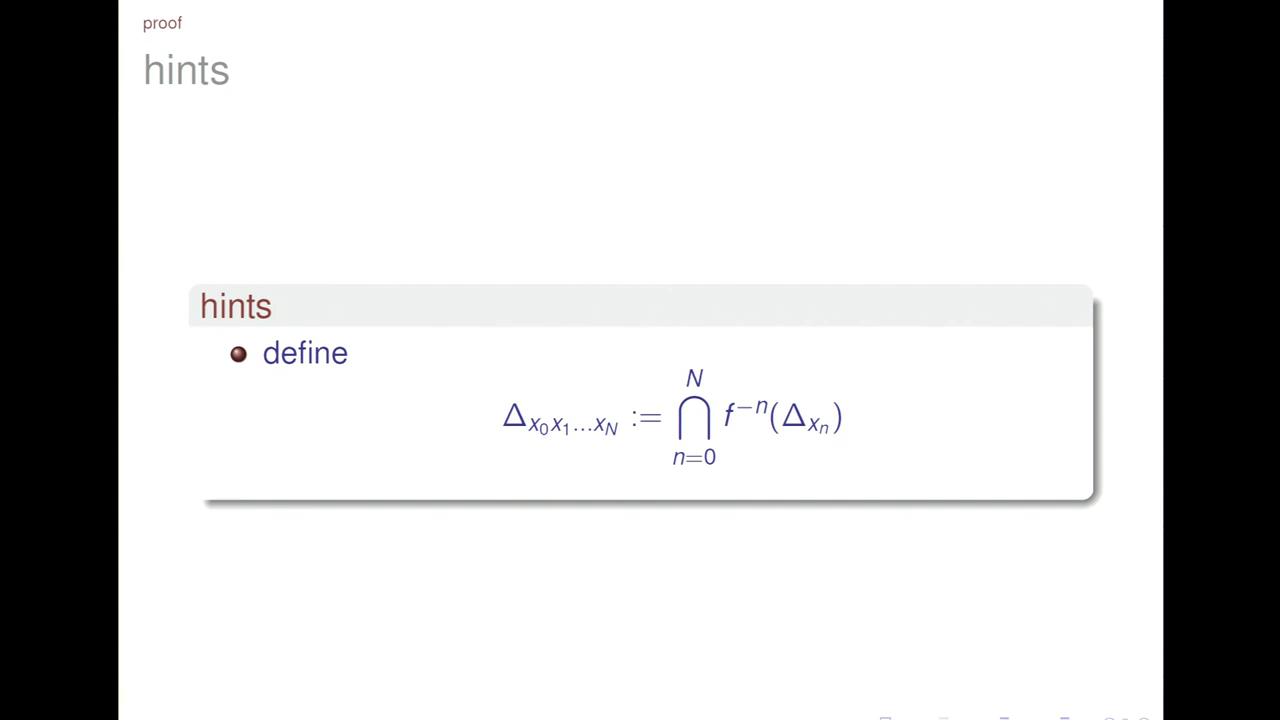 proof
hints
hints
define
Δ_{x_0 x_1 ... x_N} := ⋂_{n=0}^{N} f^{-n}(Δ_{x_n})